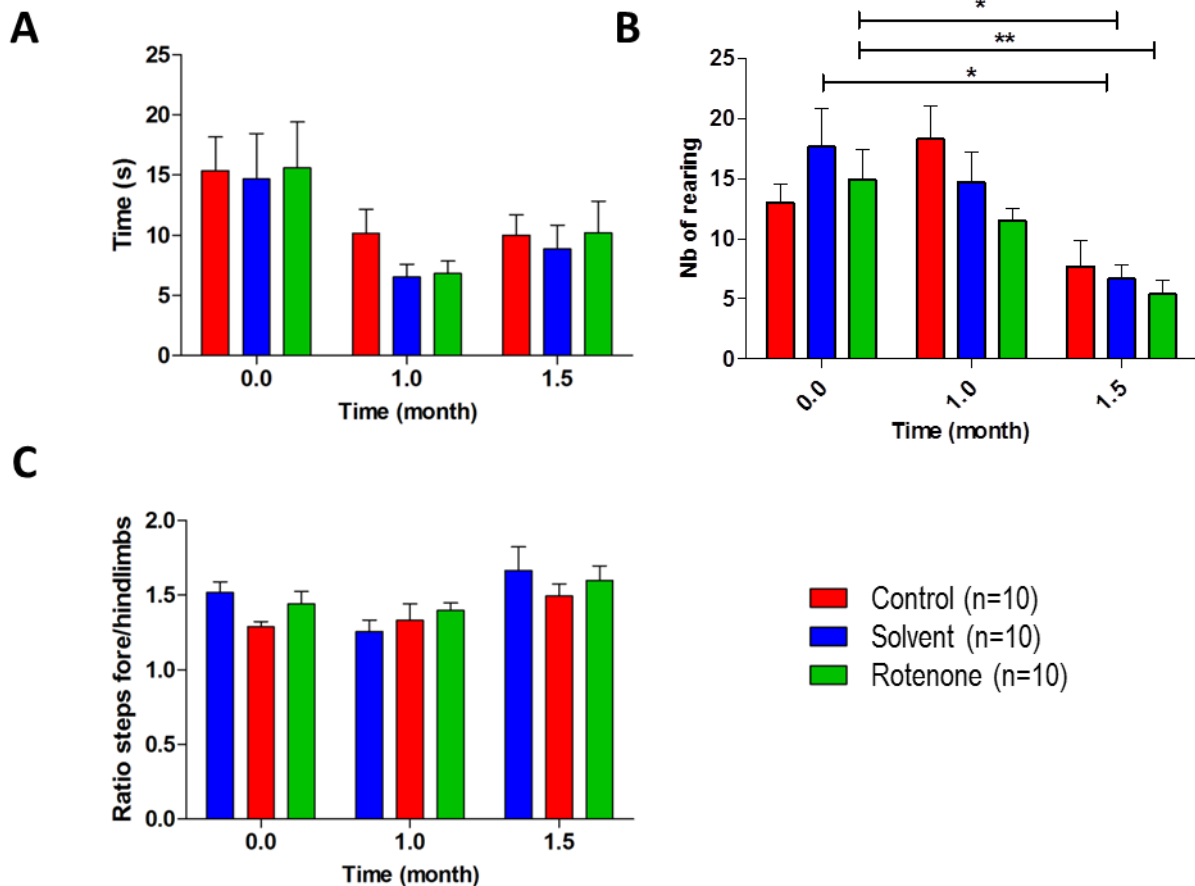 A
Time (s)
25
20
15
10
5
0
0.0 1.0 1.5
Time (month)
B
*
**
*
Nb of rearing
25
20
15
10
5
0
0.0 1.0 1.5
Time (month)
C
Ratio steps fore/hindlimbs
2.0
1.5
1.0
0.5
0.0
0.0 1.0 1.5
Time (month)
Control (n=10)
Solvent (n=10)
Rotenone (n=10)